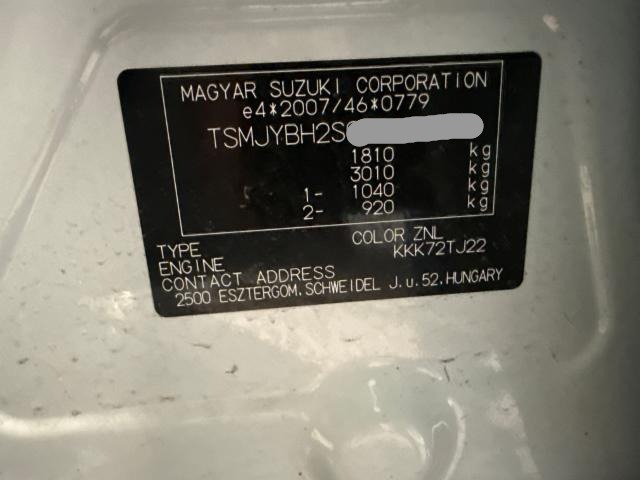 MAGYAR SUZUKI CORPORATION
e4*2007/46*0779
TSMJYBH2S
1810 kg
3010 kg
1- 1040 kg
2- 920 kg
COLOR ZNL
TYPE KKK72TJ22
ENGINE
CONTACT ADDRESS
2500 ESZTERGOM, SCHWEIDEL J.u.52.HUNGARY